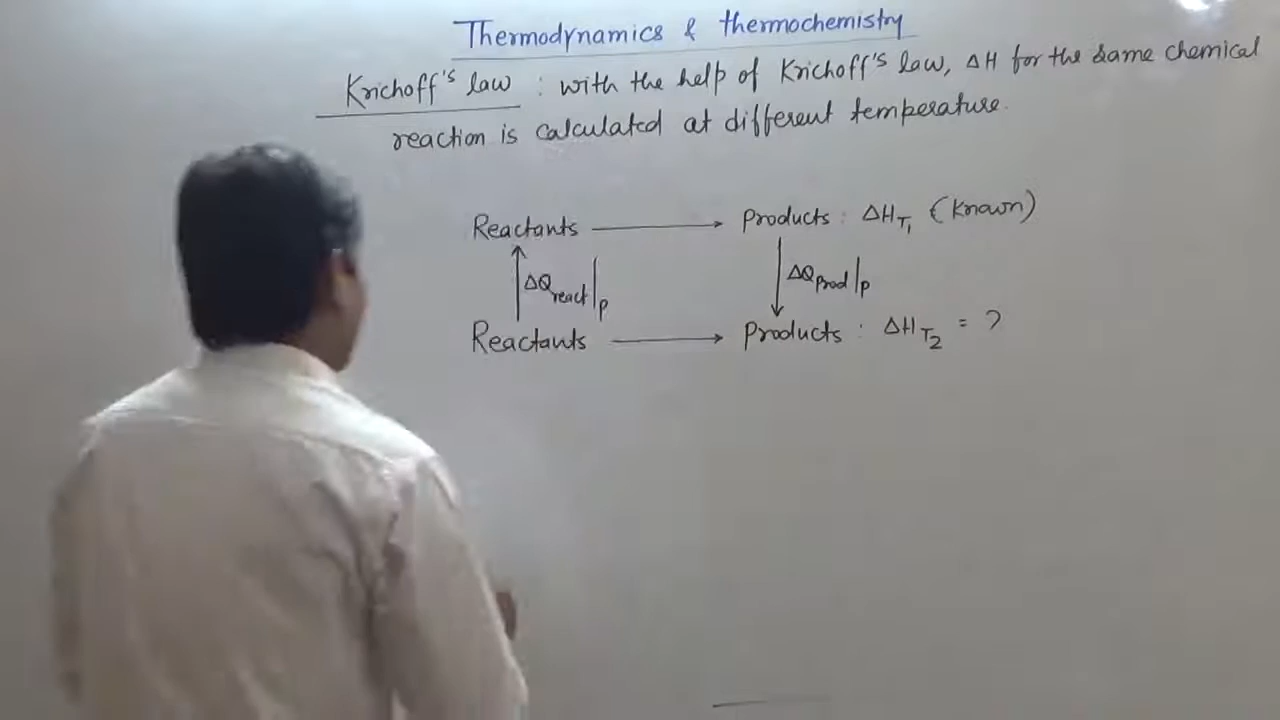 Thermodynamics & thermochemistry
Krichoff's law : with the help of Krichoff's law, ΔH for the same chemical
reaction is calculated at different temperature.
Reactants ⟶ Products : ΔH_T₁ (Known)
↑ ΔQ_react|_p ↓ ΔQ_Prod|_p
Reactants ⟶ Products : ΔH_T₂ = ?